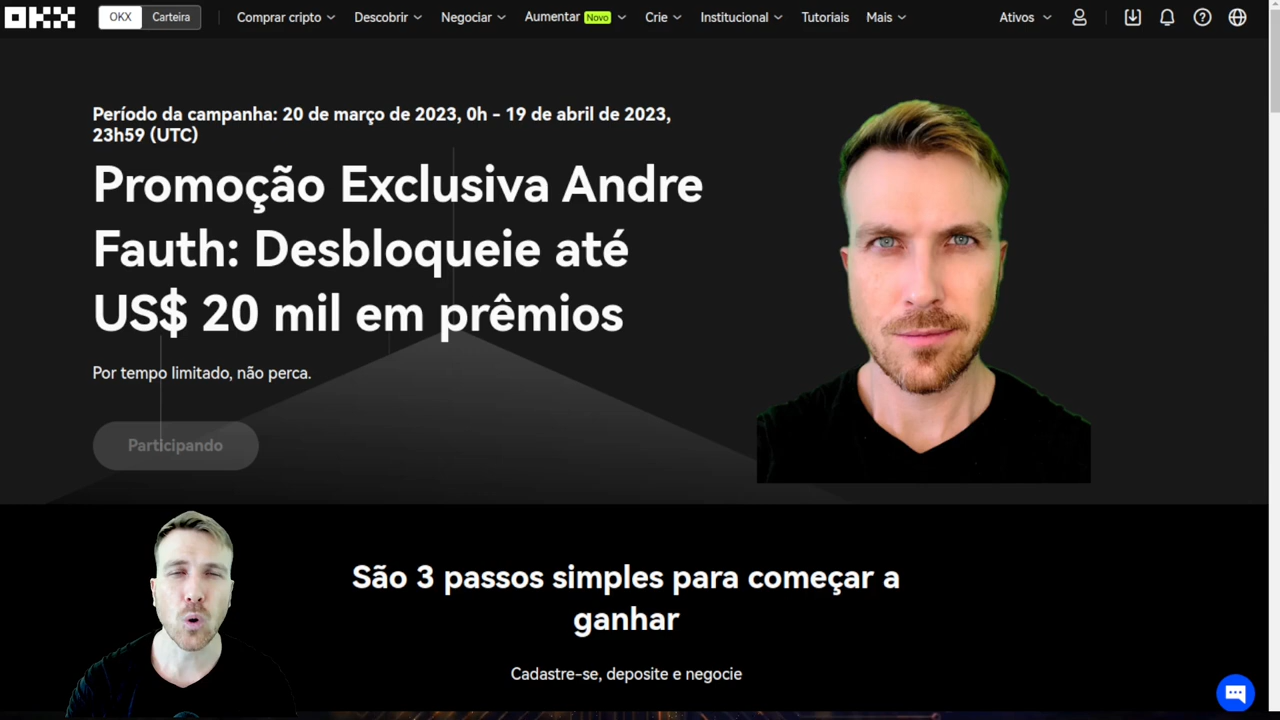 OKX OKX Carteira Comprar cripto Descobrir Negociar Aumentar Novo Crie Institucional Tutoriais Mais Ativos
Período da campanha: 20 de março de 2023, 0h - 19 de abril de 2023,
23h59 (UTC)
Promoção Exclusiva Andre
Fauth: Desbloqueie até
US$ 20 mil em prêmios
Por tempo limitado, não perca.
Participando
São 3 passos simples para começar a
ganhar
Cadastre-se, deposite e negocie